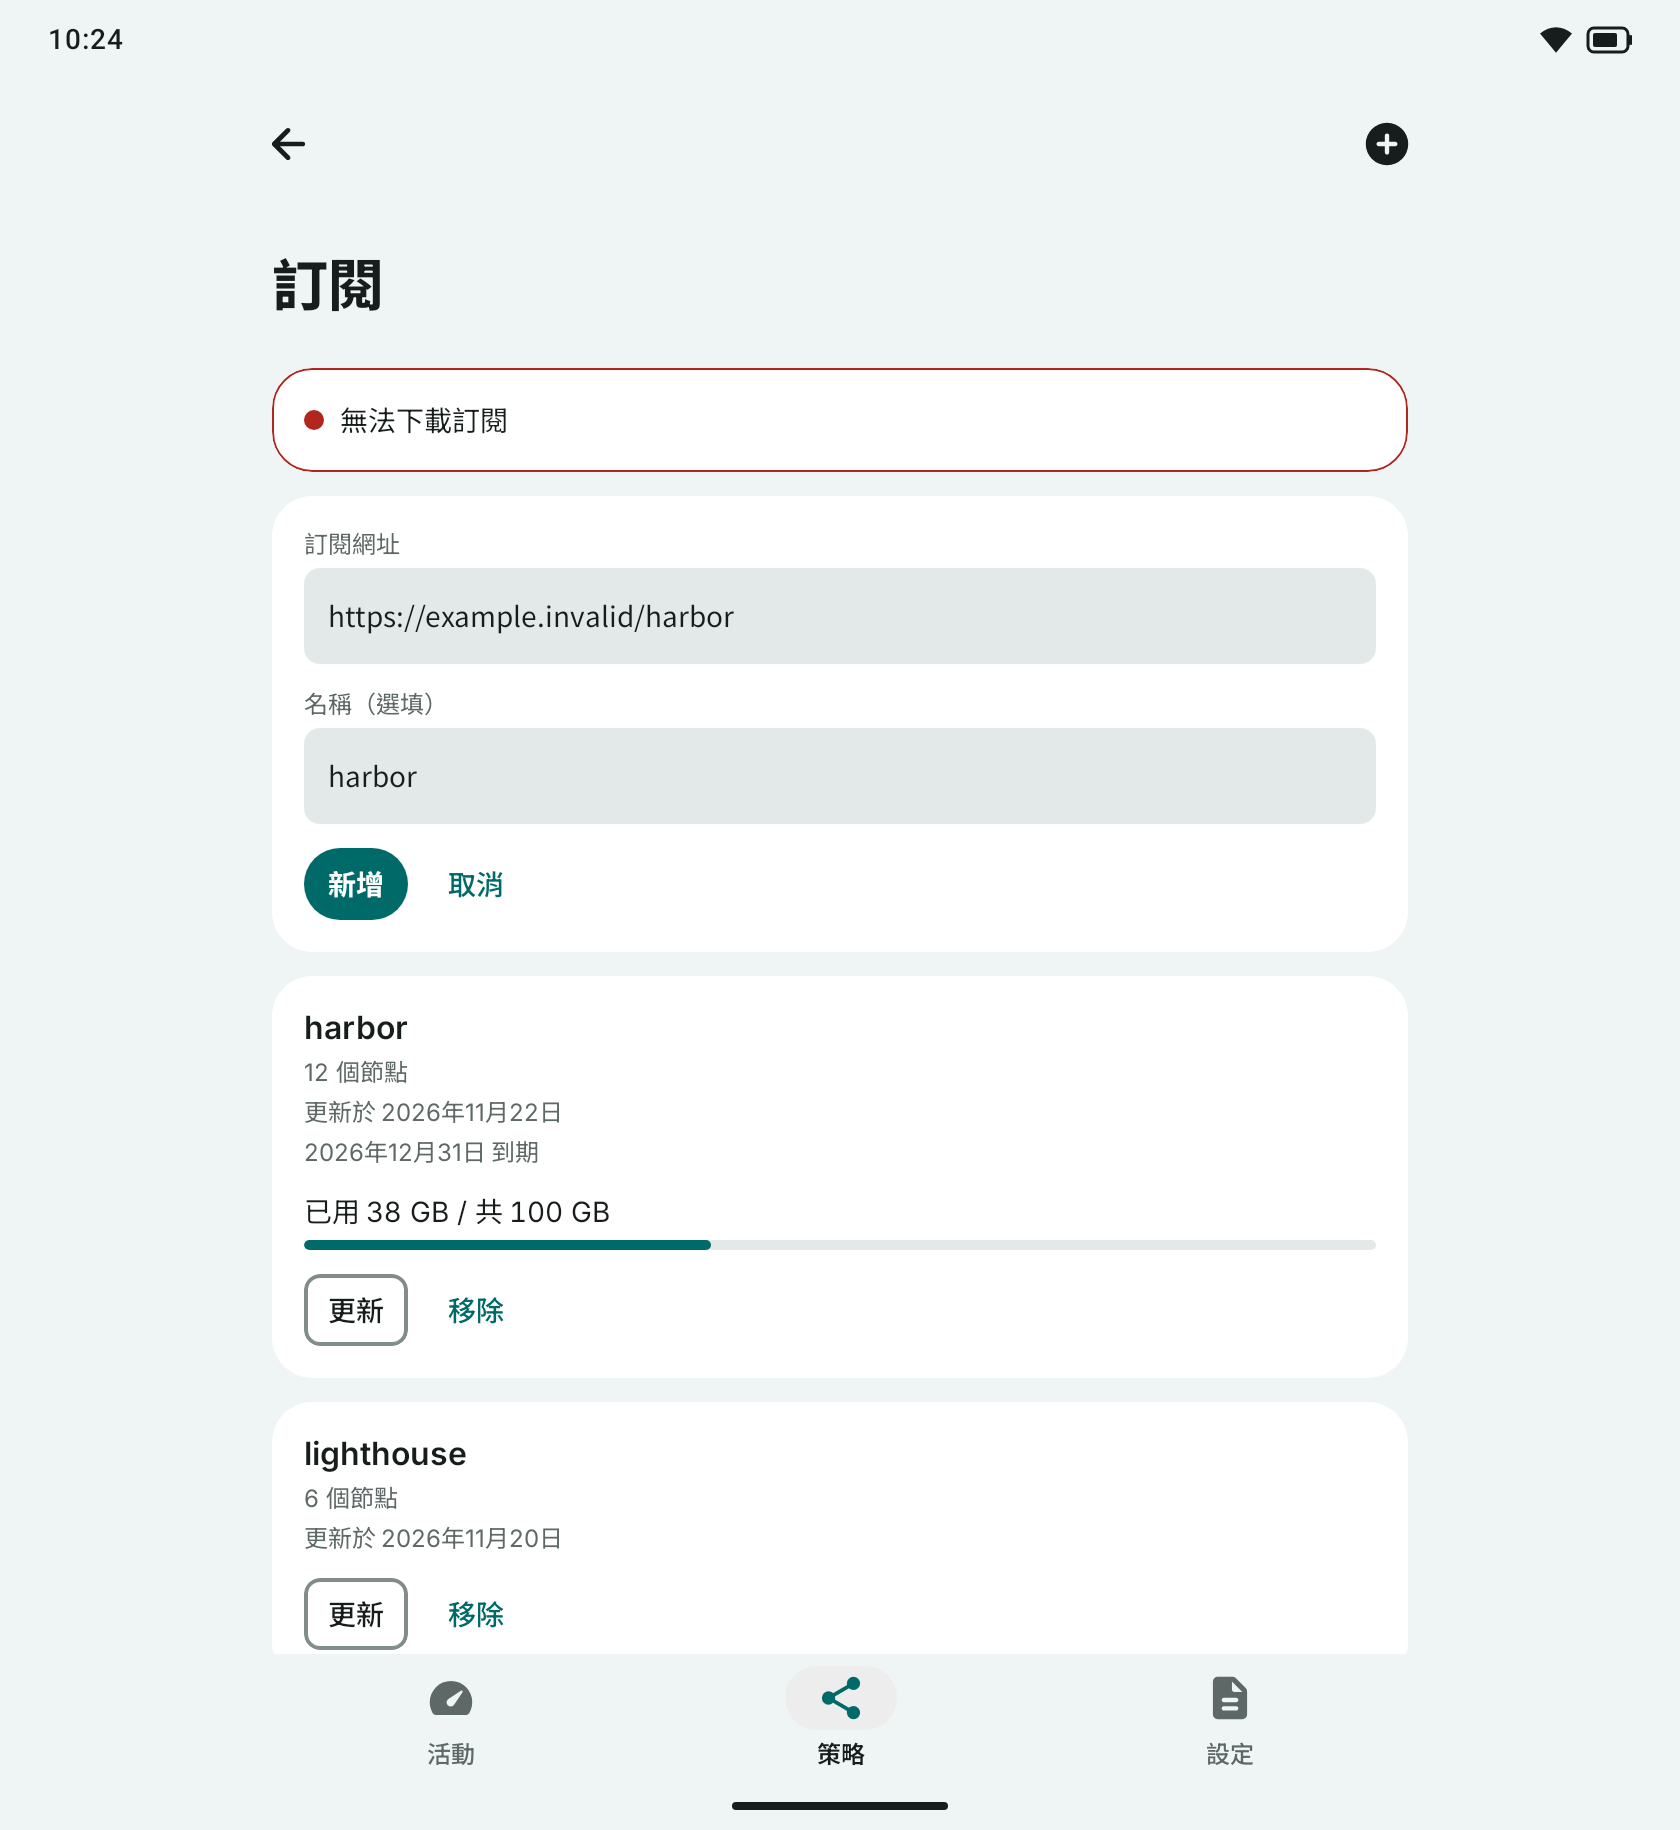 10:24
訂閱
無法下載訂閱
訂閱網址
https://example.invalid/harbor
名稱（選填）
harbor
新增
取消
harbor
12 個節點
更新於 2026年11月22日
2026年12月31日 到期
已用 38 GB / 共 100 GB
更新
移除
lighthouse
6 個節點
更新於 2026年11月20日
更新
移除
活動
策略
設定